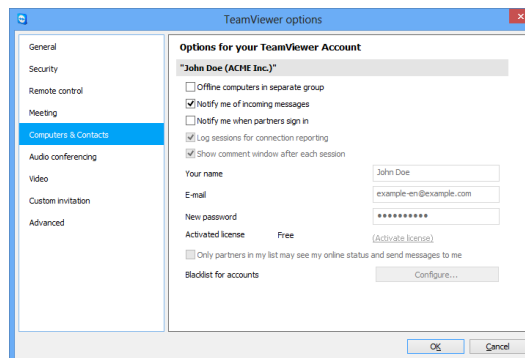 TeamViewer options
General
Security
Remote control
Meeting
Computers & Contacts
Audio conferencing
Video
Custom invitation
Advanced
Options for your TeamViewer Account
"John Doe (ACME Inc.)"
Offline computers in separate group
Notify me of incoming messages
Notify me when partners sign in
Log sessions for connection reporting
Show comment window after each session
Your name John Doe
E-mail example-en@example.com
New password ••••••••••
Activated license Free (Activate license)
Only partners in my list may see my online status and send messages to me
Blacklist for accounts Configure...
OK Cancel